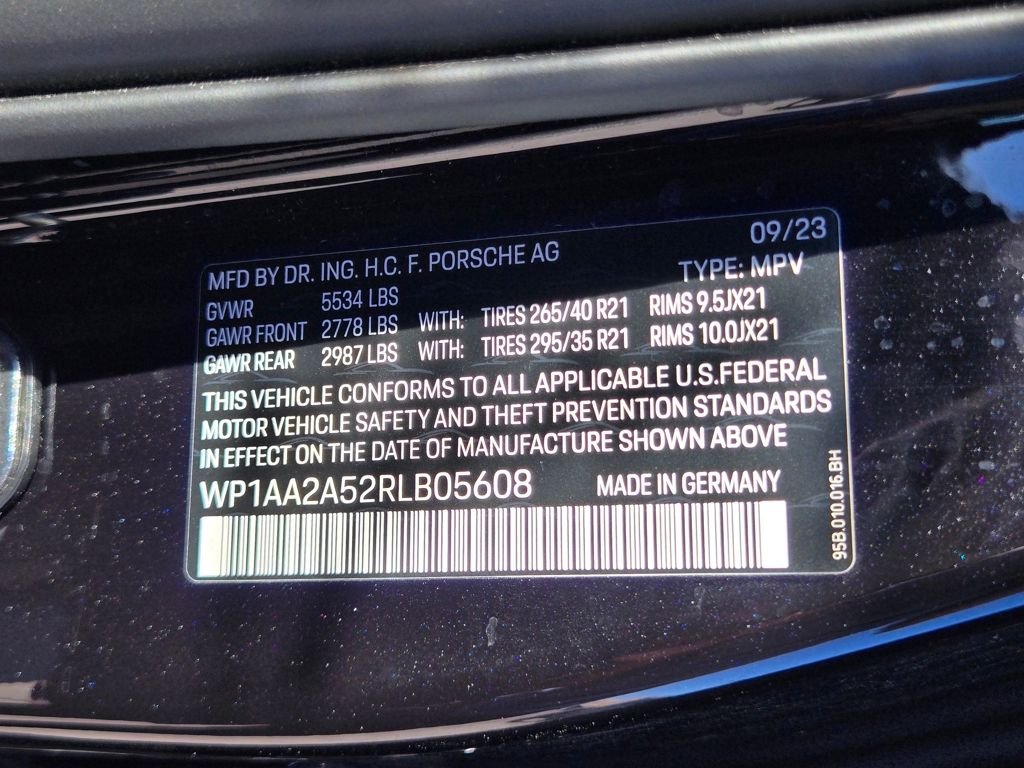 09/23
MFD BY DR. ING. H.C. F. PORSCHE AG
TYPE: MPV
GVWR 5534 LBS
GAWR FRONT 2778 LBS WITH: TIRES 265/40 R21 RIMS 9.5JX21
GAWR REAR 2987 LBS WITH: TIRES 295/35 R21 RIMS 10.0JX21
THIS VEHICLE CONFORMS TO ALL APPLICABLE U.S.FEDERAL
MOTOR VEHICLE SAFETY AND THEFT PREVENTION STANDARDS
IN EFFECT ON THE DATE OF MANUFACTURE SHOWN ABOVE
WP1AA2A52RLB05608 MADE IN GERMANY
95B.010.016.BH